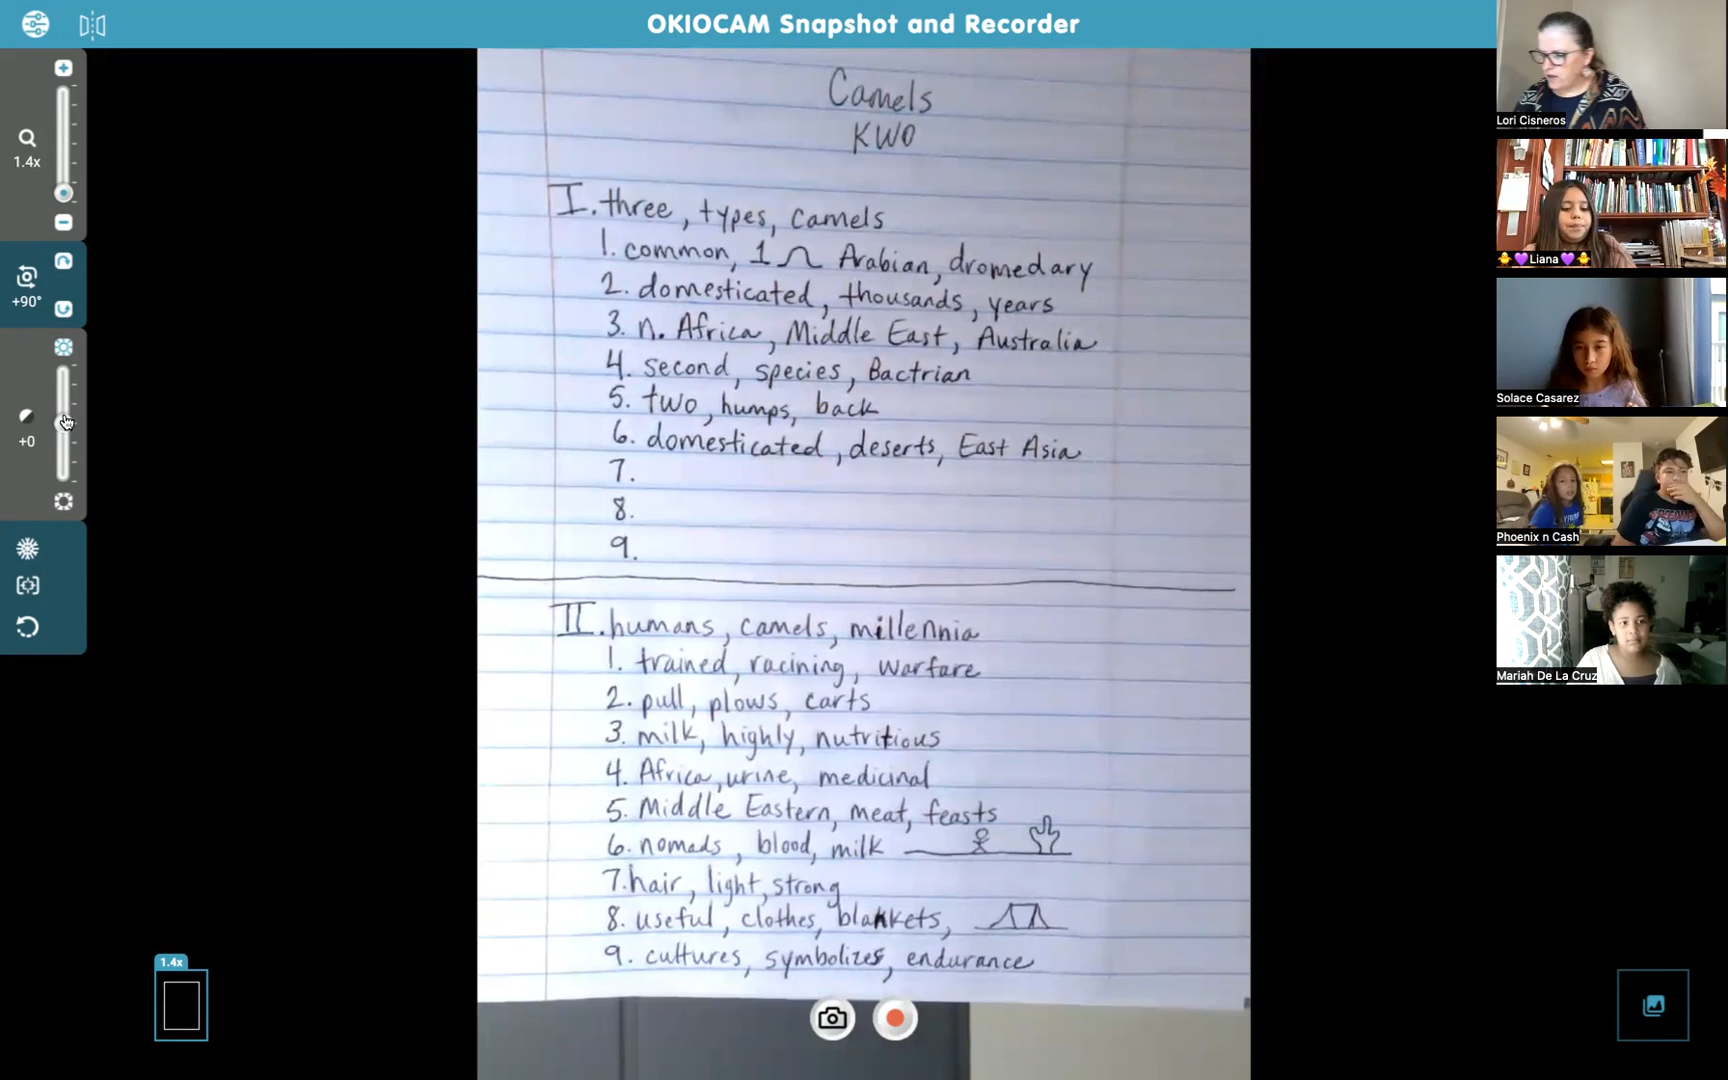 OKIOCAM Snapshot and Recorder
1.4x
+90°
+0
1.4x
Camels
KWO
I. three, types, camels
1. common, 1 Arabian, dromedary
2. domesticated, thousands, years
3. n. Africa, Middle East, Australia
4. second, species, Bactrian
5. two, humps, back
6. domesticated, deserts, East Asia
7.
8.
9.
II. humans, camels, millennia
1. trained, racining, warfare
2. pull, plows, carts
3. milk, highly, nutritious
4. Africa, urine, medicinal
5. Middle Eastern, meat, feasts
6. nomads, blood, milk
7. hair, light, strong
8. useful, clothes, blankets,
9. cultures, symbolizes, endurance
Lori Cisneros
🐥💜Liana💜🐥
Solace Casarez
Phoenix n Cash
Mariah De La Cruz